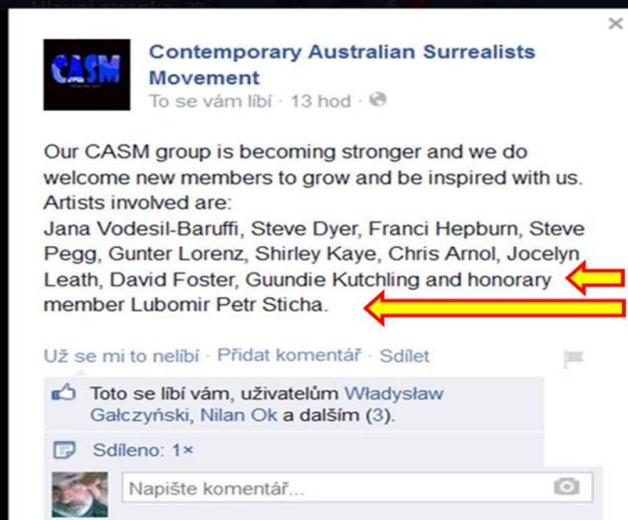 CASM
Contemporary Australian Surrealists
Movement
To se vám líbí · 13 hod ·
Our CASM group is becoming stronger and we do
welcome new members to grow and be inspired with us.
Artists involved are:
Jana Vodesil-Baruffi, Steve Dyer, Franci Hepburn, Steve
Pegg, Gunter Lorenz, Shirley Kaye, Chris Arnol, Jocelyn
Leath, David Foster, Guundie Kutchling and honorary
member Lubomir Petr Sticha.
Už se mi to nelíbí · Přidat komentář · Sdílet
Toto se líbí vám, uživatelům Władysław
Gałczyński, Nilan Ok a dalším (3).
Sdíleno: 1×
Napište komentář...